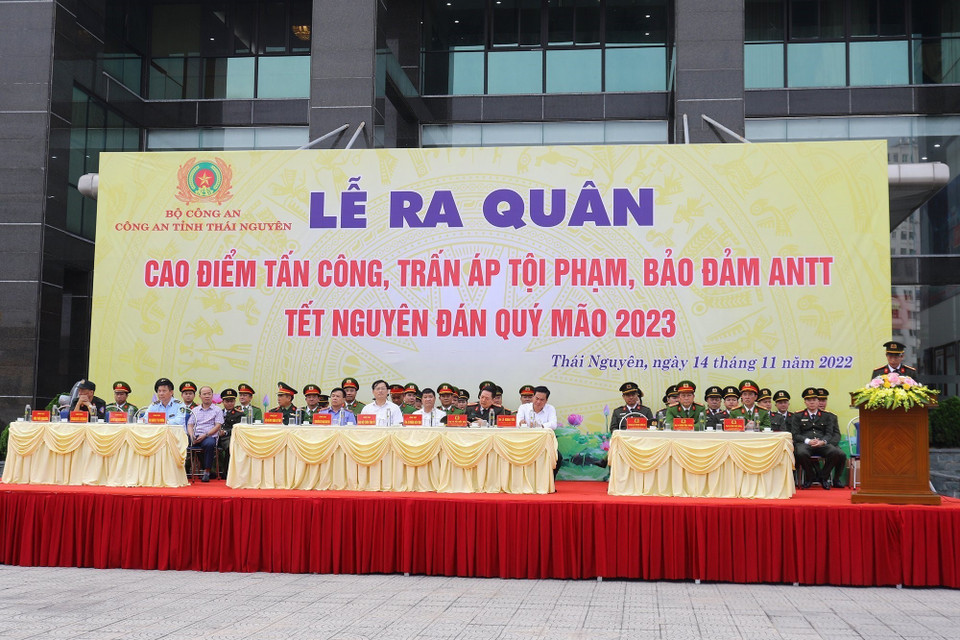 BỘ CÔNG AN
CÔNG AN TỈNH THÁI NGUYÊN
LỄ RA QUÂN
CAO ĐIỂM TẤN CÔNG, TRẤN ÁP TỘI PHẠM, BẢO ĐẢM ANTT
TẾT NGUYÊN ĐÁN QUÝ MÃO 2023
Thái Nguyên, ngày 14 tháng 11 năm 2022